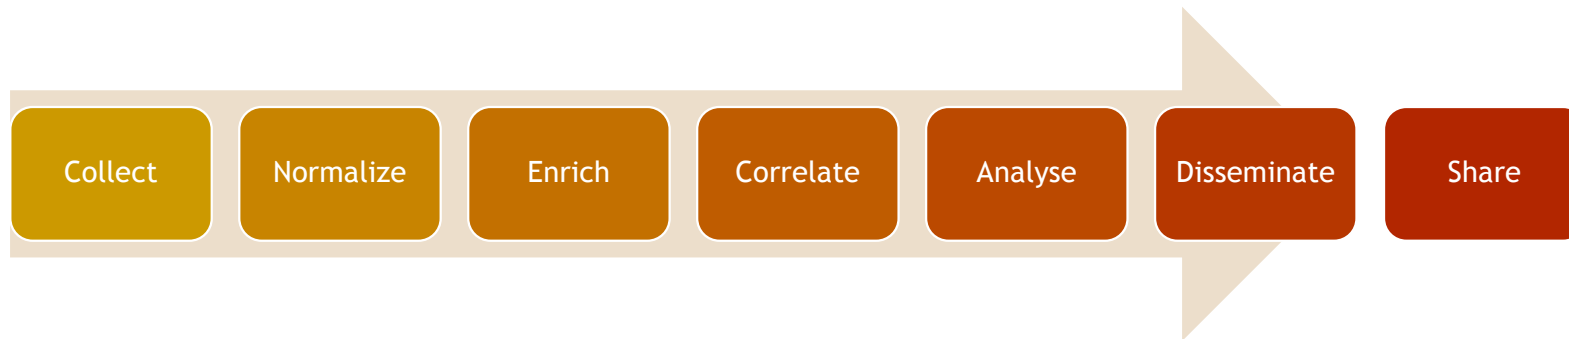 Collect
Normalize
Enrich
Correlate
Analyse
Disseminate
Share